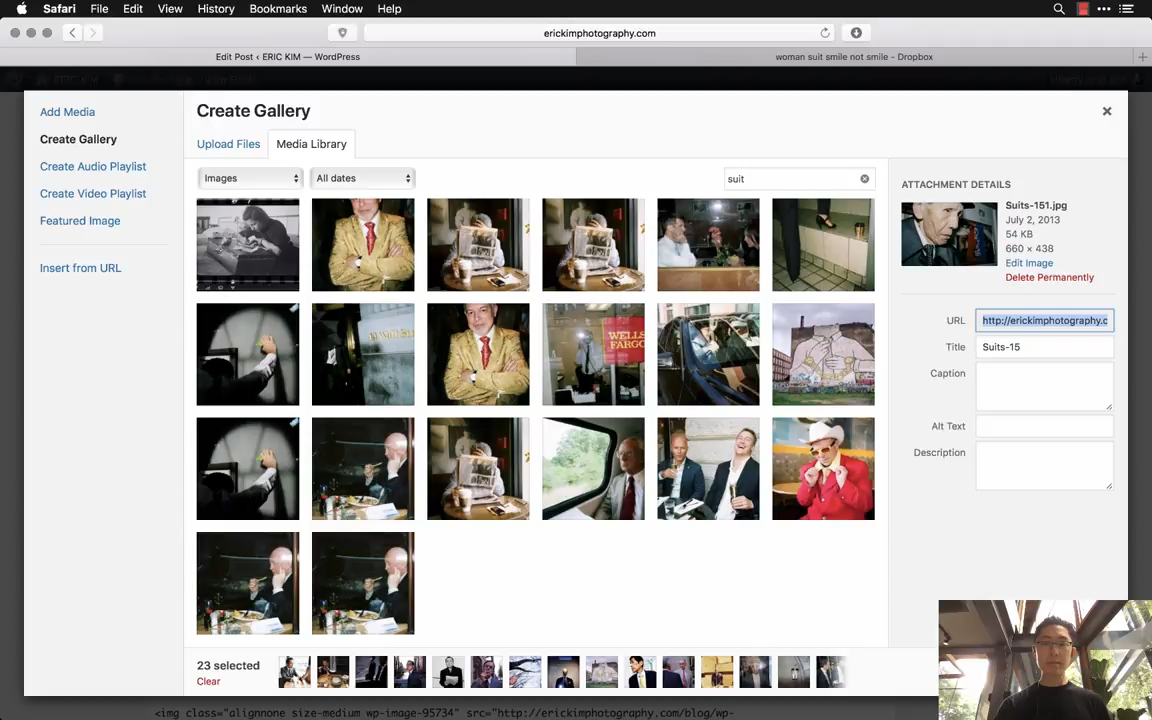 Safari File Edit View History Bookmarks Window Help
erickimphotography.com
Edit Post ‹ ERIC KIM — WordPress
woman suit smile not smile - Dropbox
Add Media
Create Gallery
Create Audio Playlist
Create Video Playlist
Featured Image
Insert from URL
Create Gallery
Upload Files
Media Library
Images
All dates
suit
WELLS
FARGO
23 selected
Clear
ATTACHMENT DETAILS
Suits-151.jpg
July 2, 2013
54 KB
660 × 438
Edit Image
Delete Permanently
URL http://erickimphotography.c
Title Suits-15
Caption
Alt Text
Description
<img class="alignnone size-medium wp-image-95734" src="http://erickimphotography.com/blog/wp-